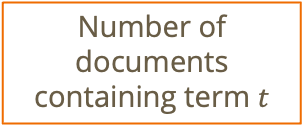 Number of
documents
containing term t